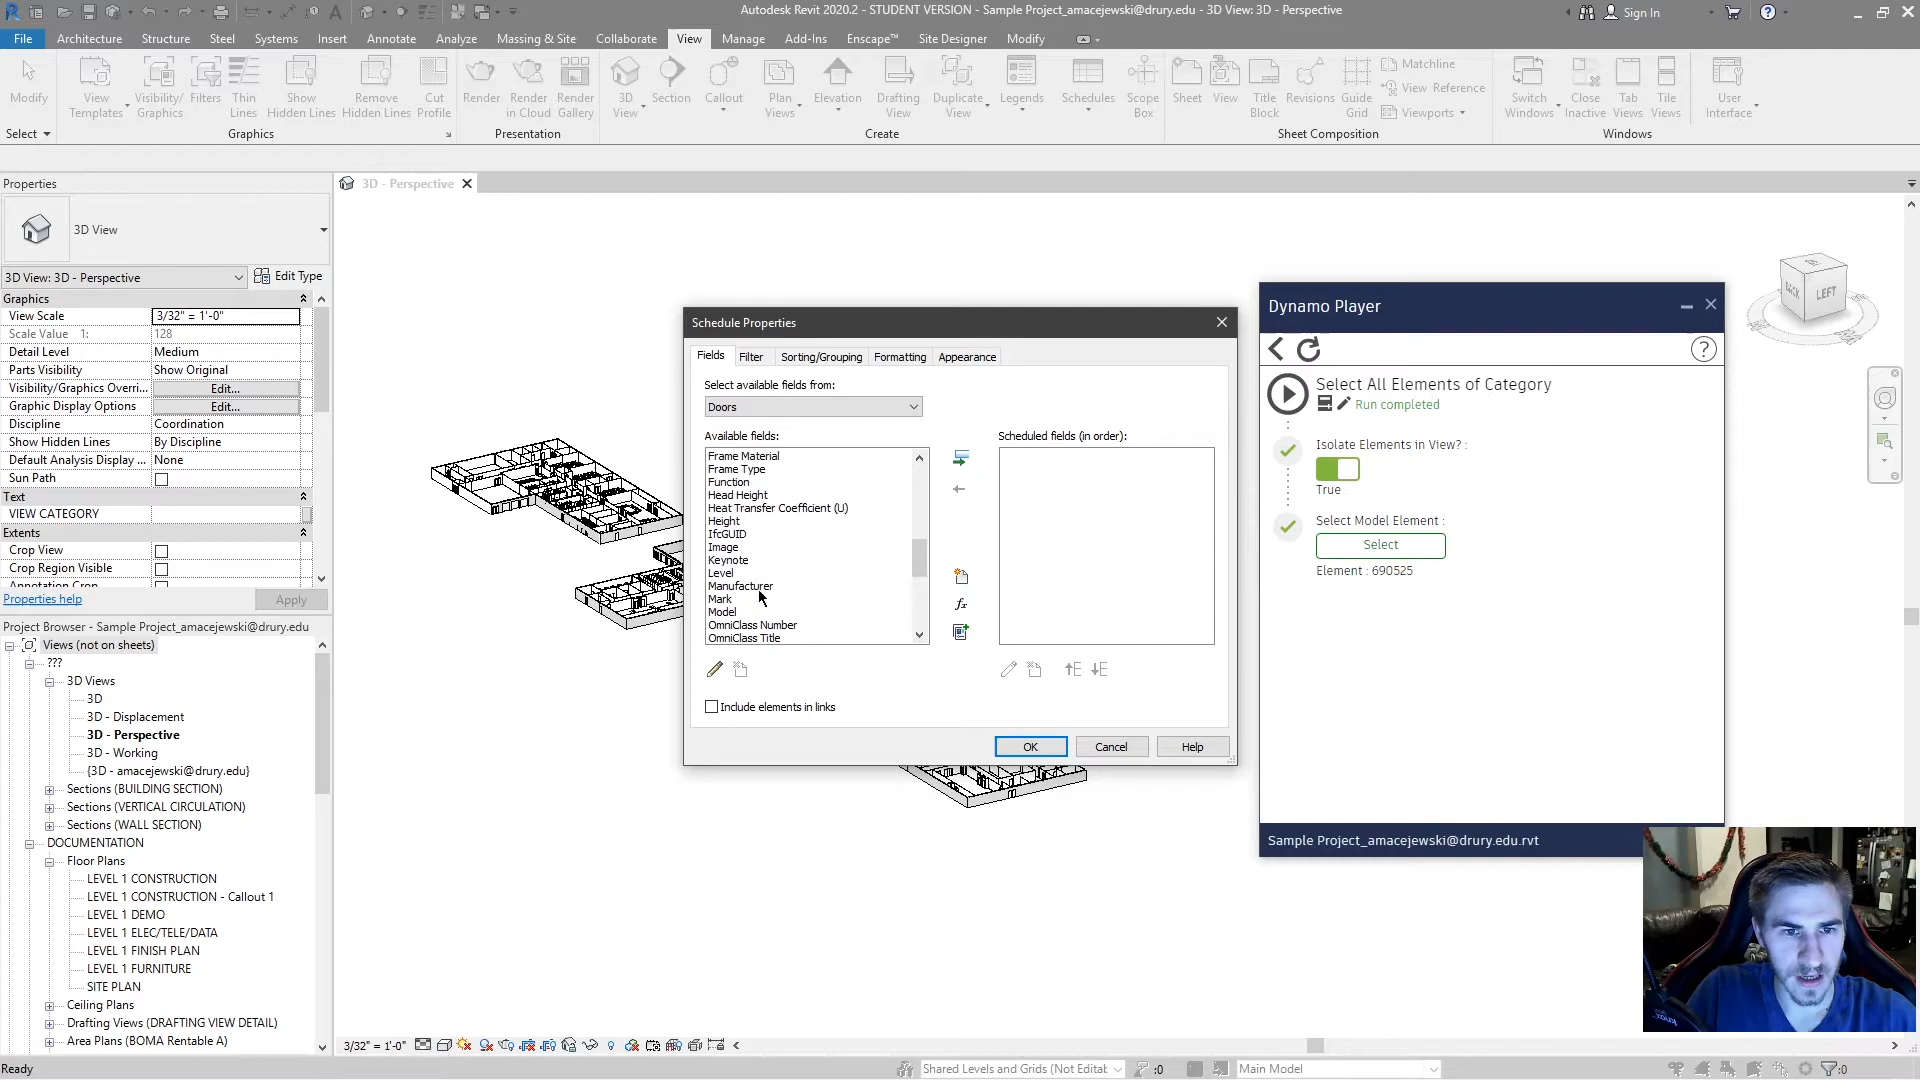 Autodesk Revit 2020.2 - STUDENT VERSION - Sample Project_amacejewski@drury.edu - 3D View: 3D - Perspective
Sign In
File Architecture Structure Steel Systems Insert Annotate Analyze Massing & Site Collaborate View Manage Add-Ins Enscape™ Site Designer Modify
Modify
View Templates
Visibility/ Graphics
Filters
Thin Lines
Show Hidden Lines
Remove Hidden Lines
Cut Profile
Render
Render in Cloud
Render Gallery
3D View
Section
Callout
Plan Views
Elevation
Drafting View
Duplicate View
Legends
Schedules
Scope Box
Sheet
View
Title Block
Revisions
Guide Grid
Matchline
View Reference
Viewports
Switch Windows
Close Inactive
Tab Views
Tile Views
User Interface
Select
Graphics
Presentation
Create
Sheet Composition
Windows
Properties
3D - Perspective
3D View
3D View: 3D - Perspective
Edit Type
Graphics
View Scale 3/32" = 1'-0"
Scale Value 1: 128
Detail Level Medium
Parts Visibility Show Original
Visibility/Graphics Overri... Edit...
Graphic Display Options Edit...
Discipline Coordination
Show Hidden Lines By Discipline
Default Analysis Display ... None
Sun Path
Text
VIEW CATEGORY
Extents
Crop View
Crop Region Visible
Annotation Crop
Properties help
Apply
Project Browser - Sample Project_amacejewski@drury.edu
Views (not on sheets)
???
3D Views
3D
3D - Displacement
3D - Perspective
3D - Working
{3D - amacejewski@drury.edu}
Sections (BUILDING SECTION)
Sections (VERTICAL CIRCULATION)
Sections (WALL SECTION)
DOCUMENTATION
Floor Plans
LEVEL 1 CONSTRUCTION
LEVEL 1 CONSTRUCTION - Callout 1
LEVEL 1 DEMO
LEVEL 1 ELEC/TELE/DATA
LEVEL 1 FINISH PLAN
LEVEL 1 FURNITURE
SITE PLAN
Ceiling Plans
Drafting Views (DRAFTING VIEW DETAIL)
Area Plans (BOMA Rentable A)
Schedule Properties
Fields Filter Sorting/Grouping Formatting Appearance
Select available fields from:
Doors
Available fields:
Scheduled fields (in order):
Frame Material
Frame Type
Function
Head Height
Heat Transfer Coefficient (U)
Height
IfcGUID
Image
Keynote
Level
Manufacturer
Mark
Model
OmniClass Number
OmniClass Title
Include elements in links
OK Cancel Help
Dynamo Player
Select All Elements of Category
Run completed
Isolate Elements in View? :
True
Select Model Element :
Select
Element : 690525
Sample Project_amacejewski@drury.edu.rvt
BACK
LEFT
3/32" = 1'-0"
Ready
Shared Levels and Grids (Not Editab
:0
Main Model
:0